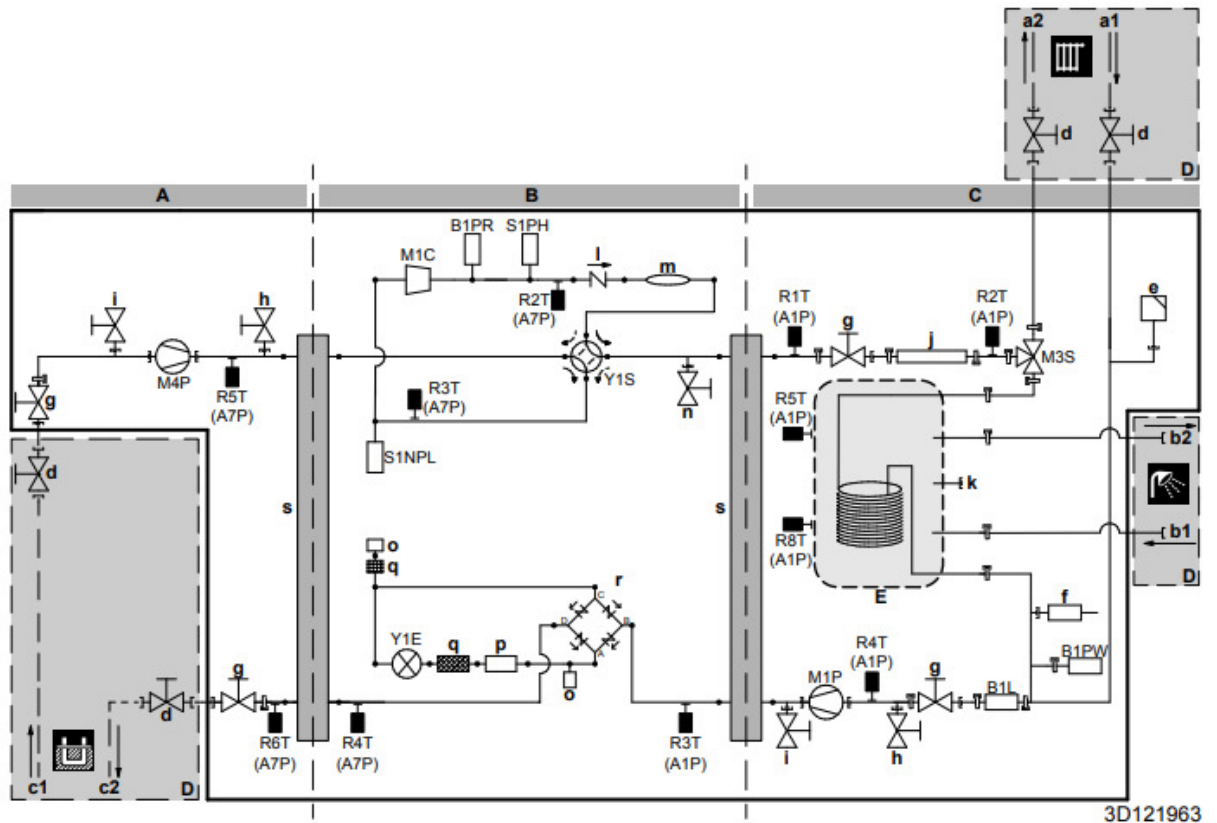 a2 a1
d d
D
A B C
B1PR S1PH
M1C l m
R2T
(A7P)
i h
R1T
(A1P)
g
R2T
(A1P)
e
j
M4P
R5T
(A7P)
Y1S
M3S
R3T
(A7P)
n
g
R5T
(A1P)
b2
d
S1NPL
k
s s
R8T
(A1P)
b1
o
q
r
E
D
f
C
D B
A
Y1E q p
o
R4T
(A1P)
B1PW
g
M1P
g
B1L
d
R6T
(A7P)
R4T
(A7P)
R3T
(A1P)
i h
c1 c2 D
3D121963